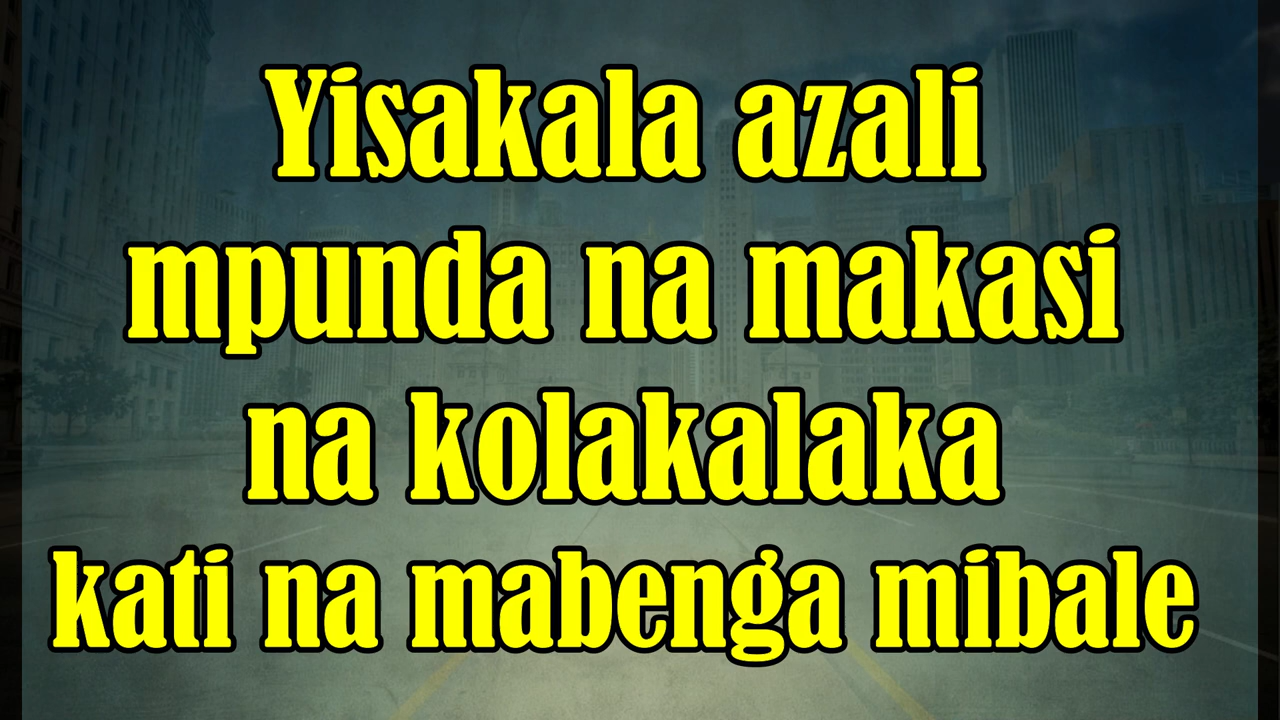 Yisakala azali
mpunda na makasi
na kolakalaka
kati na mabenga mibale